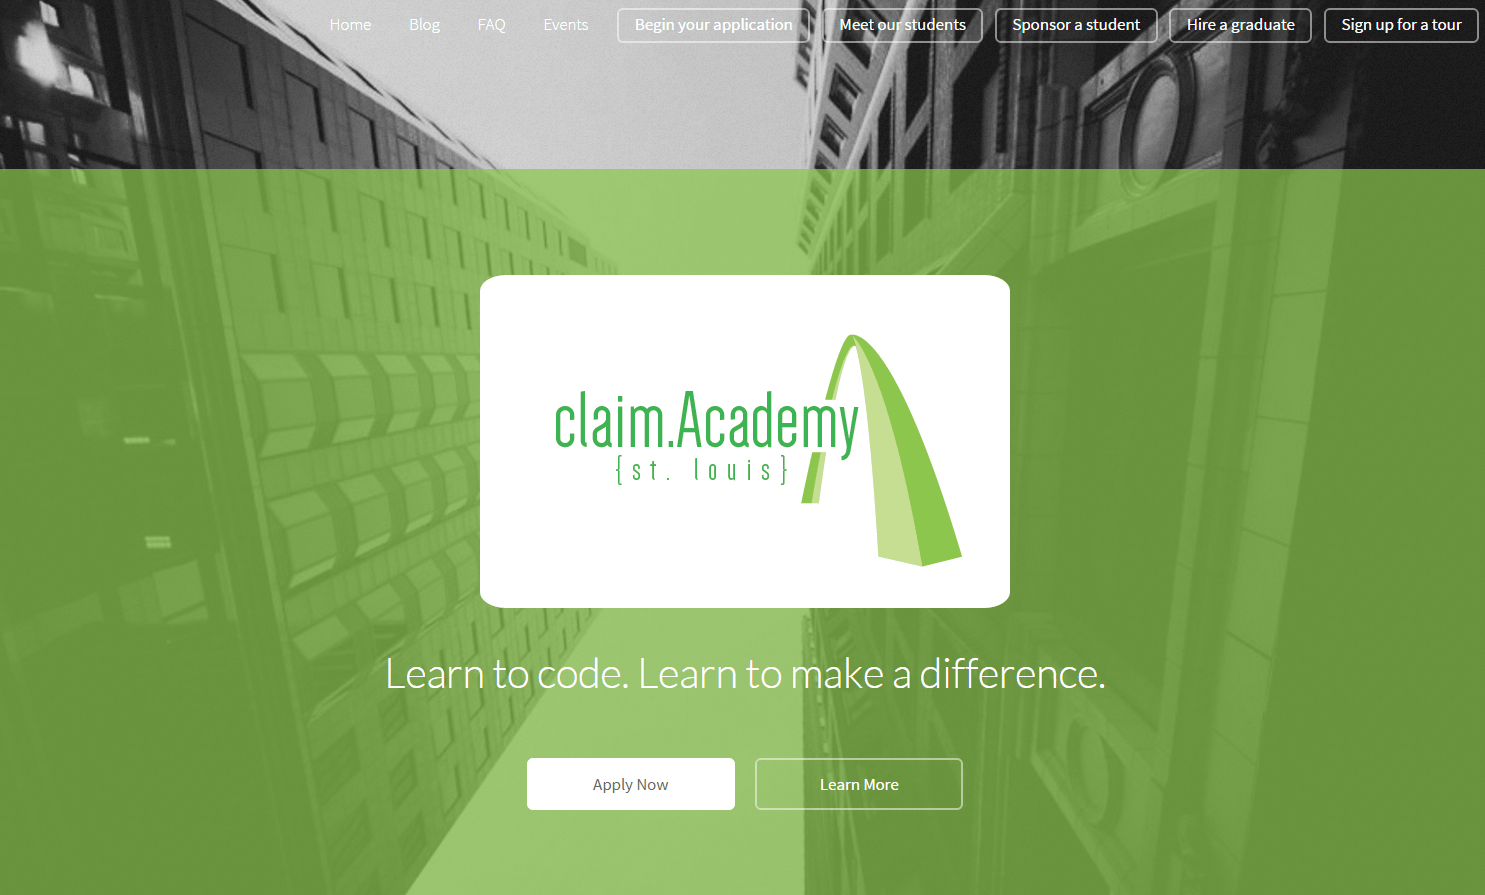 Home Blog FAQ Events Begin your application Meet our students Sponsor a student Hire a graduate Sign up for a tour
claim.Academy
{st. louis}
Learn to code. Learn to make a difference.
Apply Now Learn More